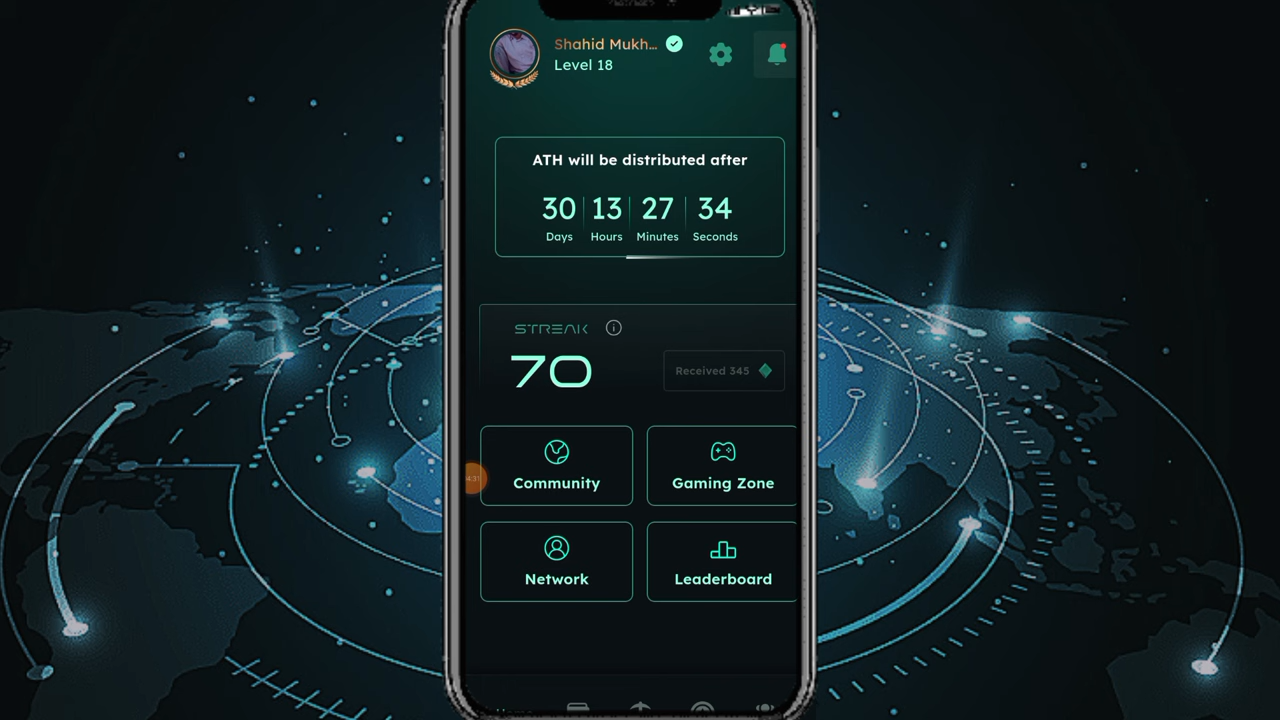 Shahid Mukh...
Level 18
ATH will be distributed after
30 13 27 34
Days Hours Minutes Seconds
STREAK
70
Received 345
Community
Gaming Zone
Network
Leaderboard